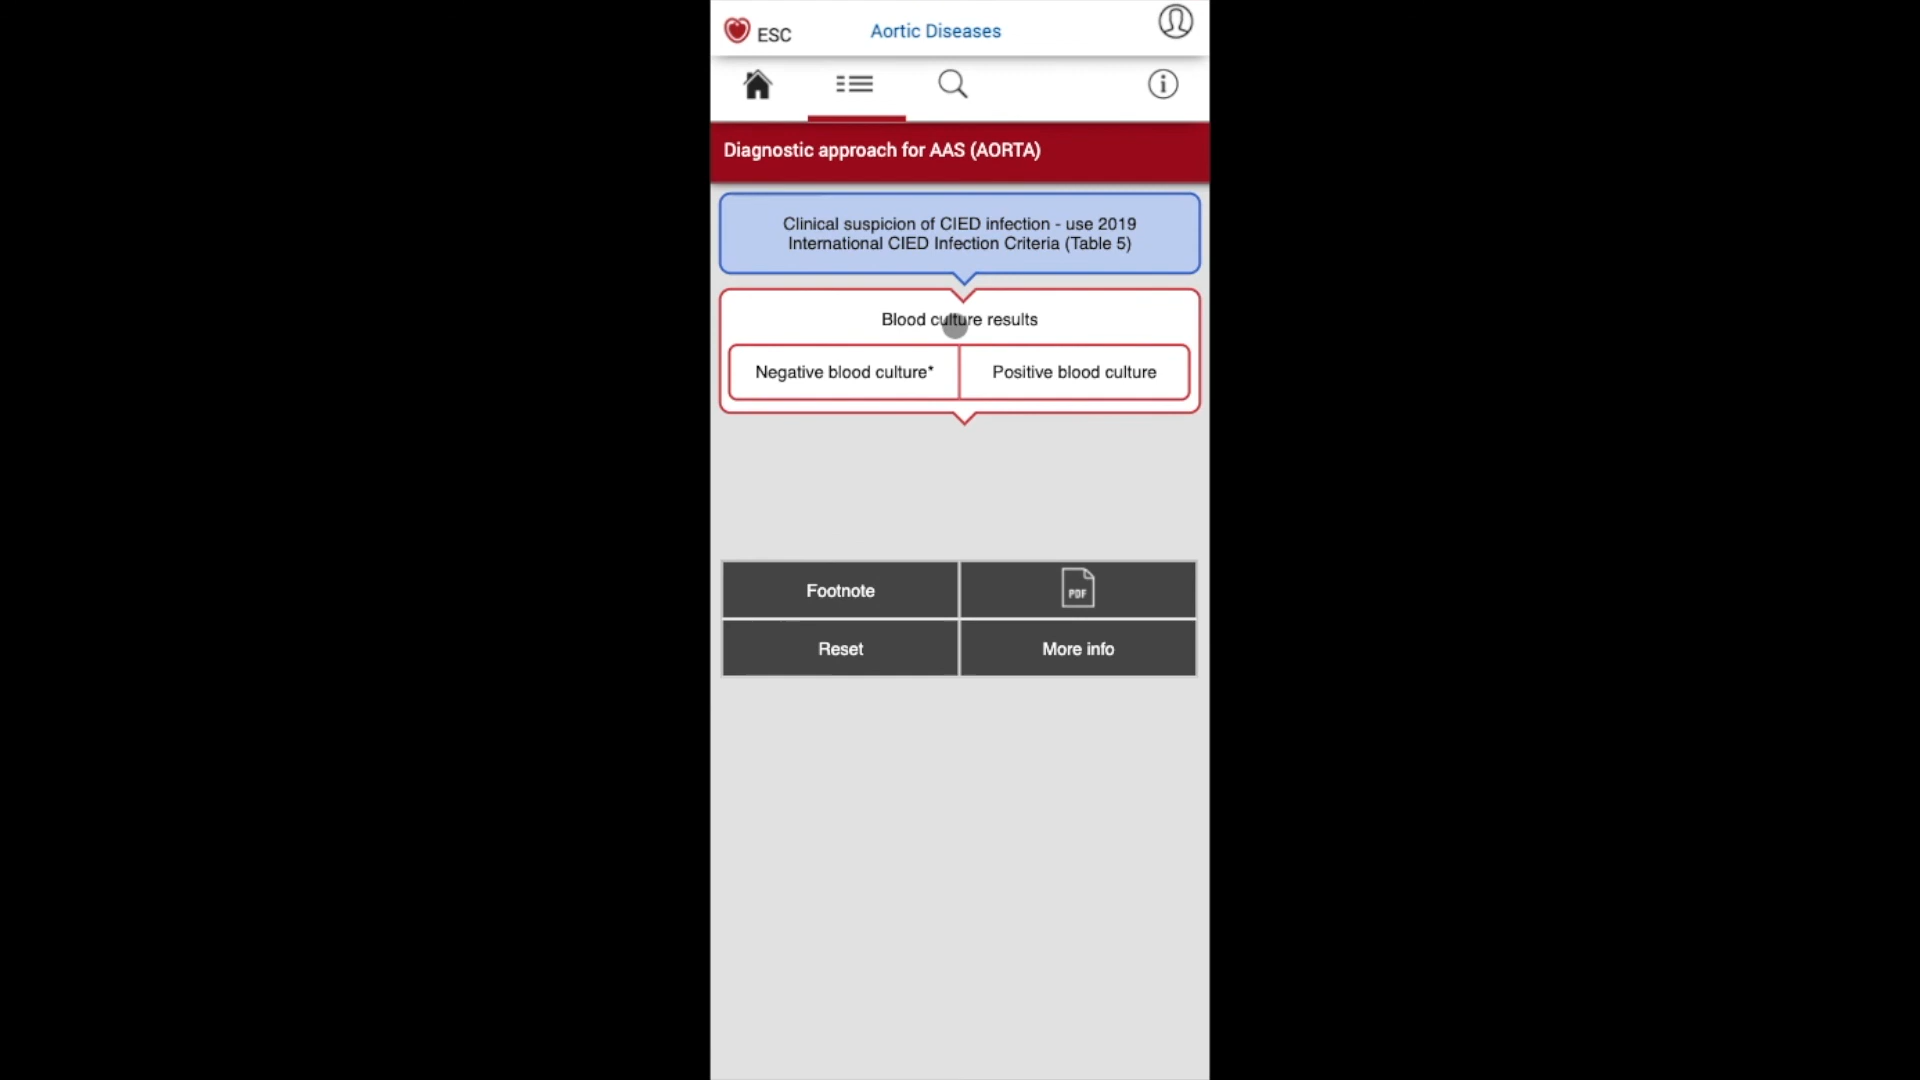 ESC
Aortic Diseases
Diagnostic approach for AAS (AORTA)
Clinical suspicion of CIED infection - use 2019
International CIED Infection Criteria (Table 5)
Blood culture results
Negative blood culture*
Positive blood culture
Footnote
PDF
Reset
More info